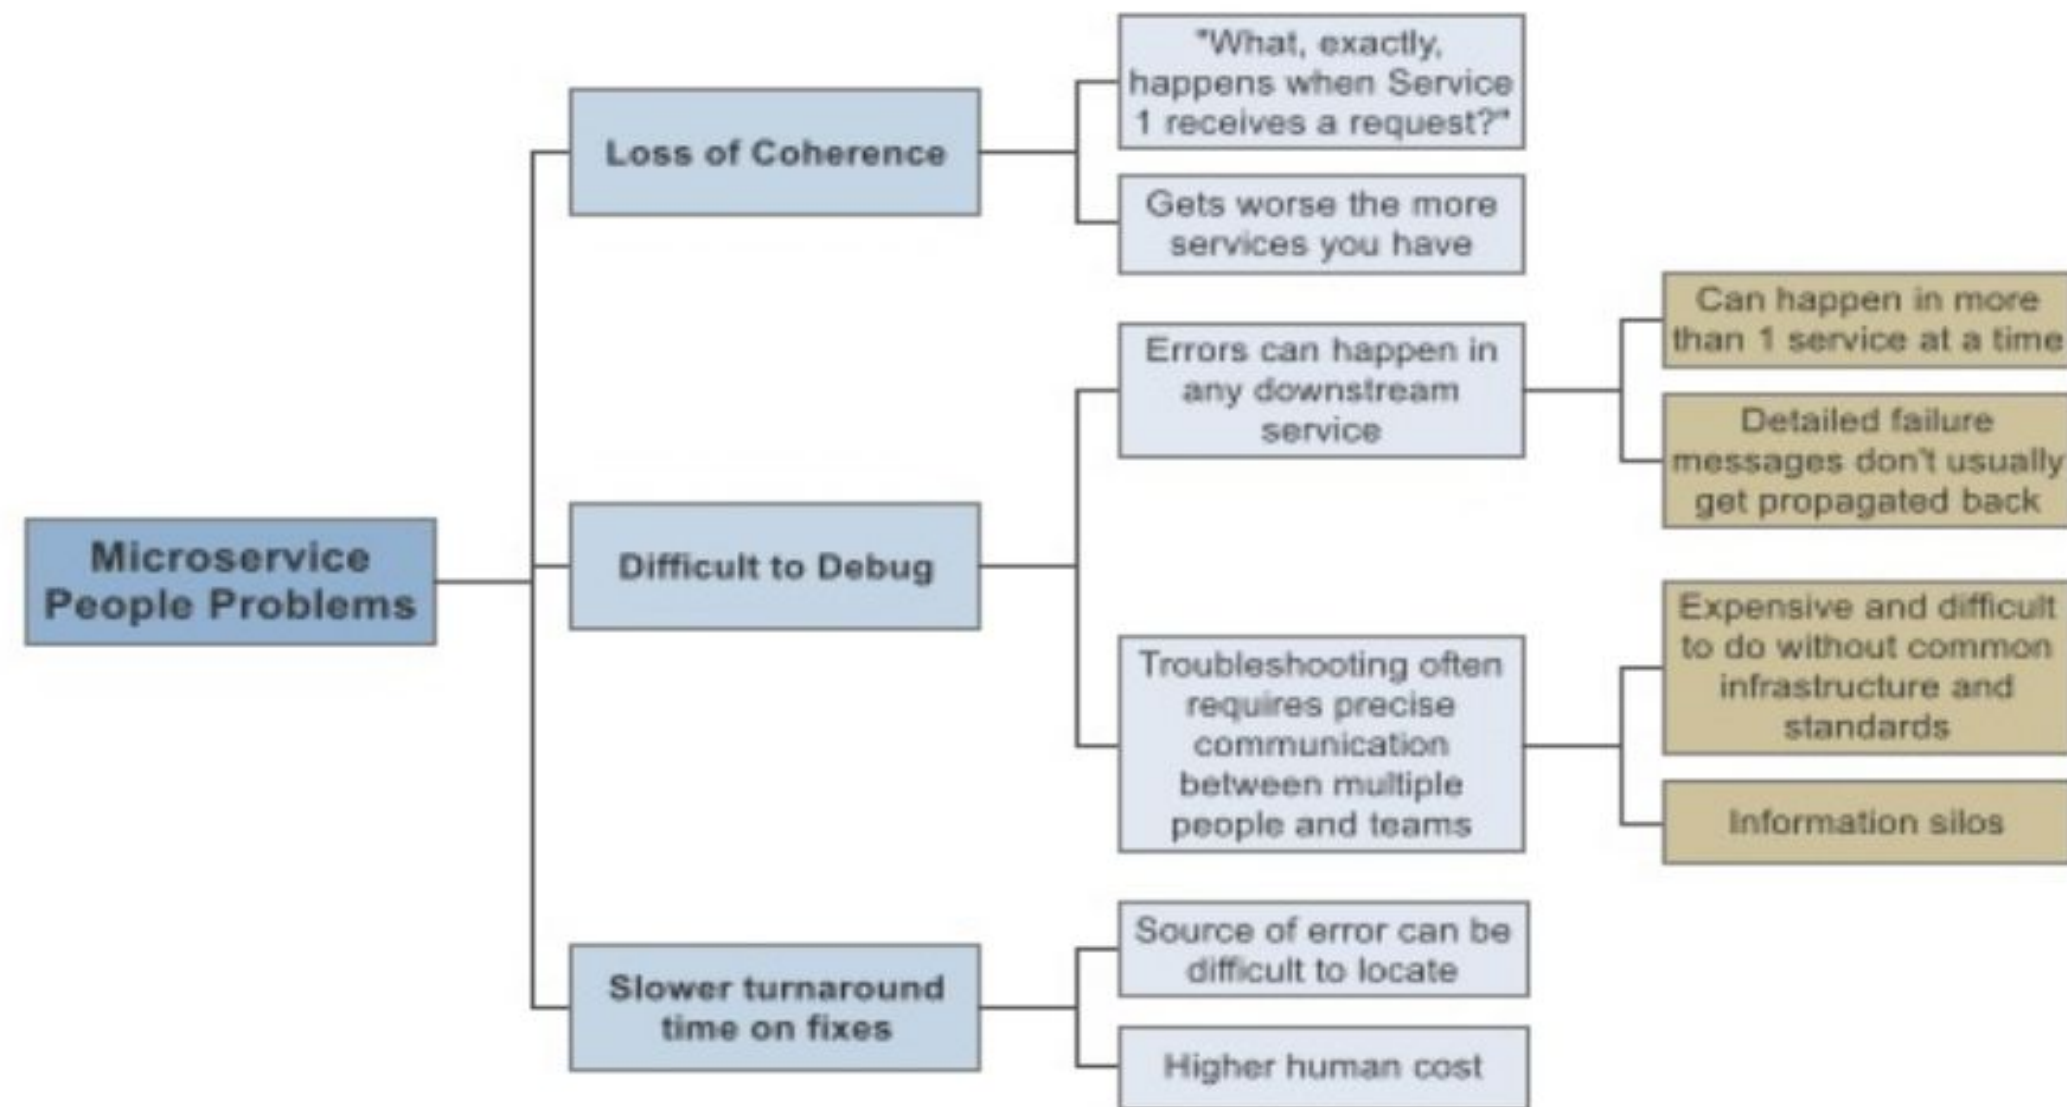 Microservice
People Problems
Loss of Coherence
"What, exactly,
happens when Service
1 receives a request?"
Gets worse the more
services you have
Difficult to Debug
Errors can happen in
any downstream
service
Can happen in more
than 1 service at a time
Detailed failure
messages don't usually
get propagated back
Troubleshooting often
requires precise
communication
between multiple
people and teams
Expensive and difficult
to do without common
infrastructure and
standards
Information silos
Slower turnaround
time on fixes
Source of error can be
difficult to locate
Higher human cost